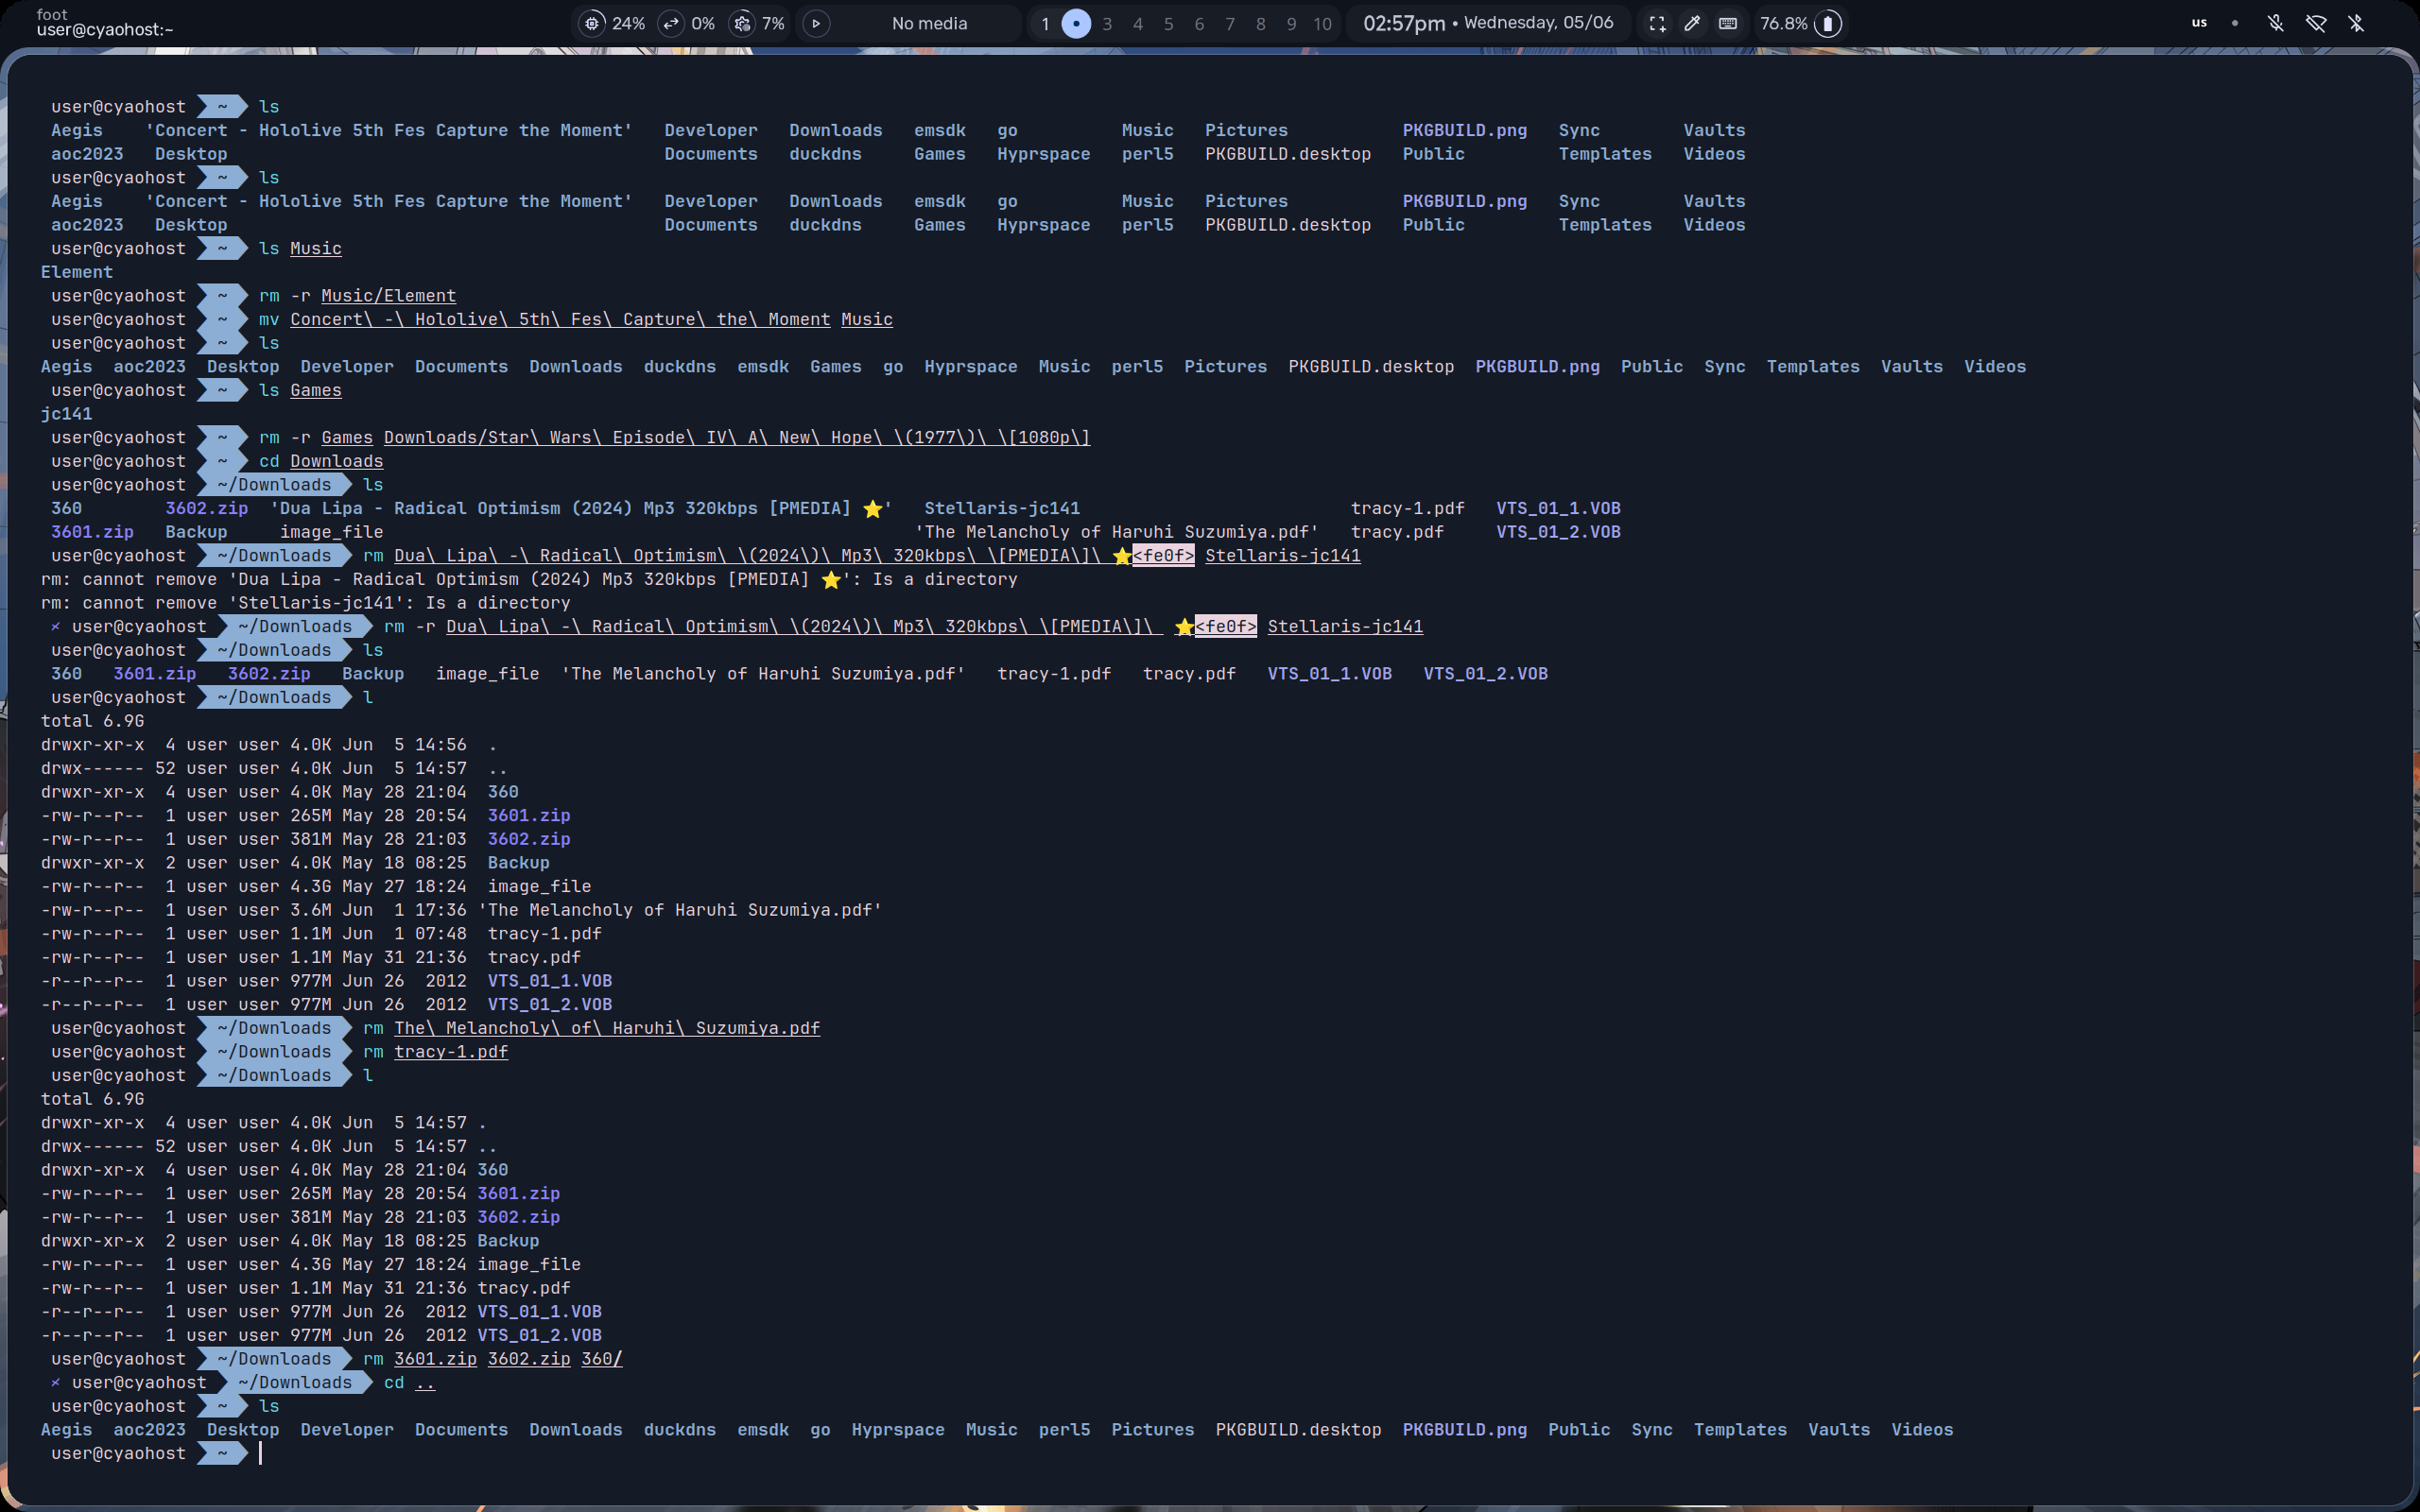 foot
user@cyaohost:~
24% 0% 7% No media 1 3 4 5 6 7 8 9 10 02:57pm • Wednesday, 05/06 76.8% us
user@cyaohost ~ ls
Aegis 'Concert - Hololive 5th Fes Capture the Moment' Developer Downloads emsdk go Music Pictures PKGBUILD.png Sync Vaults
aoc2023 Desktop Documents duckdns Games Hyprspace perl5 PKGBUILD.desktop Public Templates Videos
user@cyaohost ~ ls
Aegis 'Concert - Hololive 5th Fes Capture the Moment' Developer Downloads emsdk go Music Pictures PKGBUILD.png Sync Vaults
aoc2023 Desktop Documents duckdns Games Hyprspace perl5 PKGBUILD.desktop Public Templates Videos
user@cyaohost ~ ls Music
Element
user@cyaohost ~ rm -r Music/Element
user@cyaohost ~ mv Concert\ -\ Hololive\ 5th\ Fes\ Capture\ the\ Moment Music
user@cyaohost ~ ls
Aegis aoc2023 Desktop Developer Documents Downloads duckdns emsdk Games go Hyprspace Music perl5 Pictures PKGBUILD.desktop PKGBUILD.png Public Sync Templates Vaults Videos
user@cyaohost ~ ls Games
jc141
user@cyaohost ~ rm -r Games Downloads/Star\ Wars\ Episode\ IV\ A\ New\ Hope\ \(1977\)\ \[1080p\]
user@cyaohost ~ cd Downloads
user@cyaohost ~/Downloads ls
360 3602.zip 'Dua Lipa - Radical Optimism (2024) Mp3 320kbps [PMEDIA] ⭐' Stellaris-jc141 tracy-1.pdf VTS_01_1.VOB
3601.zip Backup image_file 'The Melancholy of Haruhi Suzumiya.pdf' tracy.pdf VTS_01_2.VOB
user@cyaohost ~/Downloads rm Dua\ Lipa\ -\ Radical\ Optimism\ \(2024\)\ Mp3\ 320kbps\ \[PMEDIA\]\ ⭐<fe0f> Stellaris-jc141
rm: cannot remove 'Dua Lipa - Radical Optimism (2024) Mp3 320kbps [PMEDIA] ⭐': Is a directory
rm: cannot remove 'Stellaris-jc141': Is a directory
✗ user@cyaohost ~/Downloads rm -r Dua\ Lipa\ -\ Radical\ Optimism\ \(2024\)\ Mp3\ 320kbps\ \[PMEDIA\]\ ⭐<fe0f> Stellaris-jc141
user@cyaohost ~/Downloads ls
360 3601.zip 3602.zip Backup image_file 'The Melancholy of Haruhi Suzumiya.pdf' tracy-1.pdf tracy.pdf VTS_01_1.VOB VTS_01_2.VOB
user@cyaohost ~/Downloads l
total 6.9G
drwxr-xr-x 4 user user 4.0K Jun 5 14:56 .
drwx------ 52 user user 4.0K Jun 5 14:57 ..
drwxr-xr-x 4 user user 4.0K May 28 21:04 360
-rw-r--r-- 1 user user 265M May 28 20:54 3601.zip
-rw-r--r-- 1 user user 381M May 28 21:03 3602.zip
drwxr-xr-x 2 user user 4.0K May 18 08:25 Backup
-rw-r--r-- 1 user user 4.3G May 27 18:24 image_file
-rw-r--r-- 1 user user 3.6M Jun 1 17:36 'The Melancholy of Haruhi Suzumiya.pdf'
-rw-r--r-- 1 user user 1.1M Jun 1 07:48 tracy-1.pdf
-rw-r--r-- 1 user user 1.1M May 31 21:36 tracy.pdf
-r--r--r-- 1 user user 977M Jun 26 2012 VTS_01_1.VOB
-r--r--r-- 1 user user 977M Jun 26 2012 VTS_01_2.VOB
user@cyaohost ~/Downloads rm The\ Melancholy\ of\ Haruhi\ Suzumiya.pdf
user@cyaohost ~/Downloads rm tracy-1.pdf
user@cyaohost ~/Downloads l
total 6.9G
drwxr-xr-x 4 user user 4.0K Jun 5 14:57 .
drwx------ 52 user user 4.0K Jun 5 14:57 ..
drwxr-xr-x 4 user user 4.0K May 28 21:04 360
-rw-r--r-- 1 user user 265M May 28 20:54 3601.zip
-rw-r--r-- 1 user user 381M May 28 21:03 3602.zip
drwxr-xr-x 2 user user 4.0K May 18 08:25 Backup
-rw-r--r-- 1 user user 4.3G May 27 18:24 image_file
-rw-r--r-- 1 user user 1.1M May 31 21:36 tracy.pdf
-r--r--r-- 1 user user 977M Jun 26 2012 VTS_01_1.VOB
-r--r--r-- 1 user user 977M Jun 26 2012 VTS_01_2.VOB
user@cyaohost ~/Downloads rm 3601.zip 3602.zip 360/
✗ user@cyaohost ~/Downloads cd ..
user@cyaohost ~ ls
Aegis aoc2023 Desktop Developer Documents Downloads duckdns emsdk go Hyprspace Music perl5 Pictures PKGBUILD.desktop PKGBUILD.png Public Sync Templates Vaults Videos
user@cyaohost ~